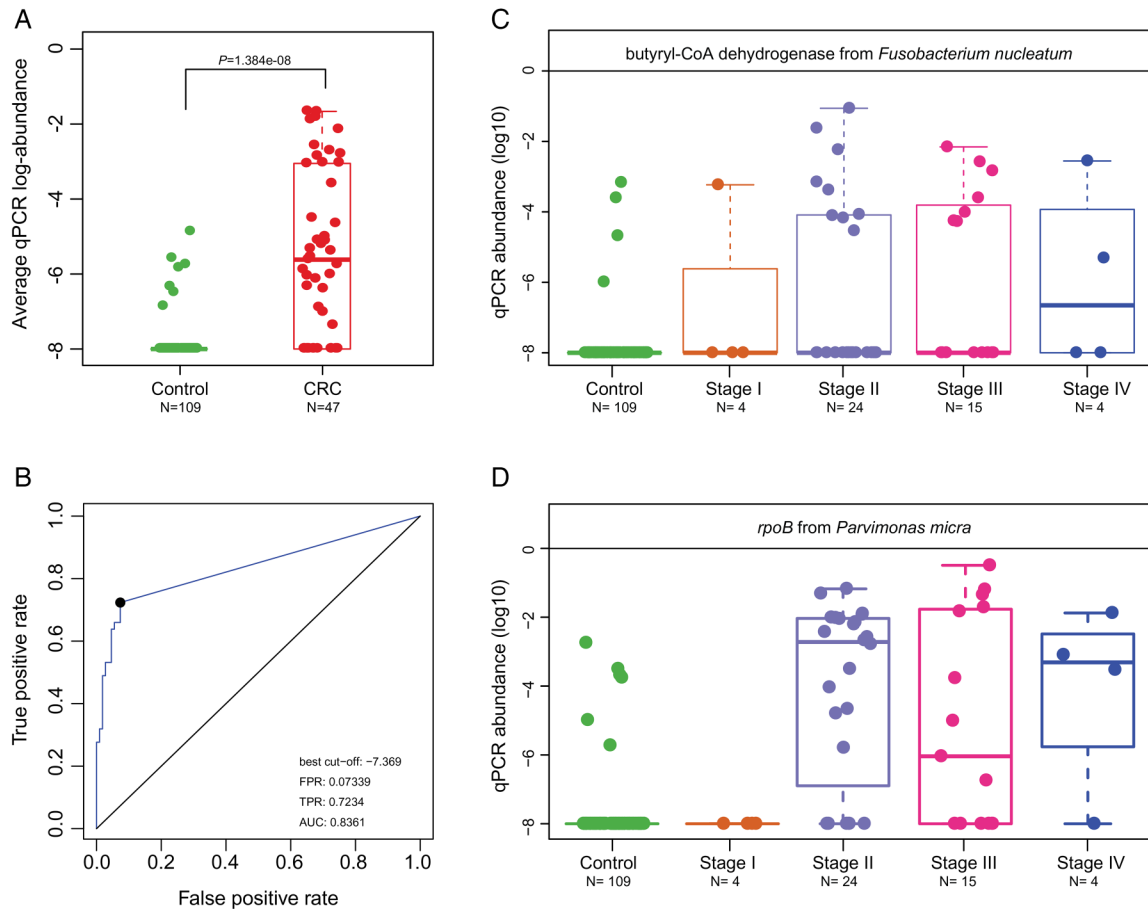 A
Average qPCR log-abundance
0
−2
−4
−6
−8
P=1.384e-08
Control
N=109
CRC
N=47
B
True positive rate
1.0
0.8
0.6
0.4
0.2
0.0
best cut−off: −7.369
FPR: 0.07339
TPR: 0.7234
AUC: 0.8361
0.0 0.2 0.4 0.6 0.8 1.0
False positive rate
C
butyryl-CoA dehydrogenase from Fusobacterium nucleatum
qPCR abundance (log10)
0
−2
−4
−6
−8
Control Stage I Stage II Stage III Stage IV
N= 109 N= 4 N= 24 N= 15 N= 4
D
rpoB from Parvimonas micra
qPCR abundance (log10)
0
−2
−4
−6
−8
Control Stage I Stage II Stage III Stage IV
N= 109 N= 4 N= 24 N= 15 N= 4